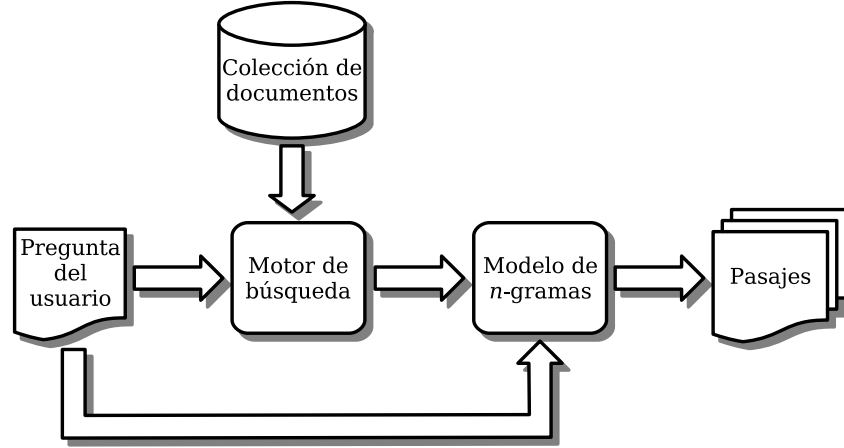 Colección de
documentos
Pregunta
del
usuario
Motor de
búsqueda
Modelo de
n-gramas
Pasajes